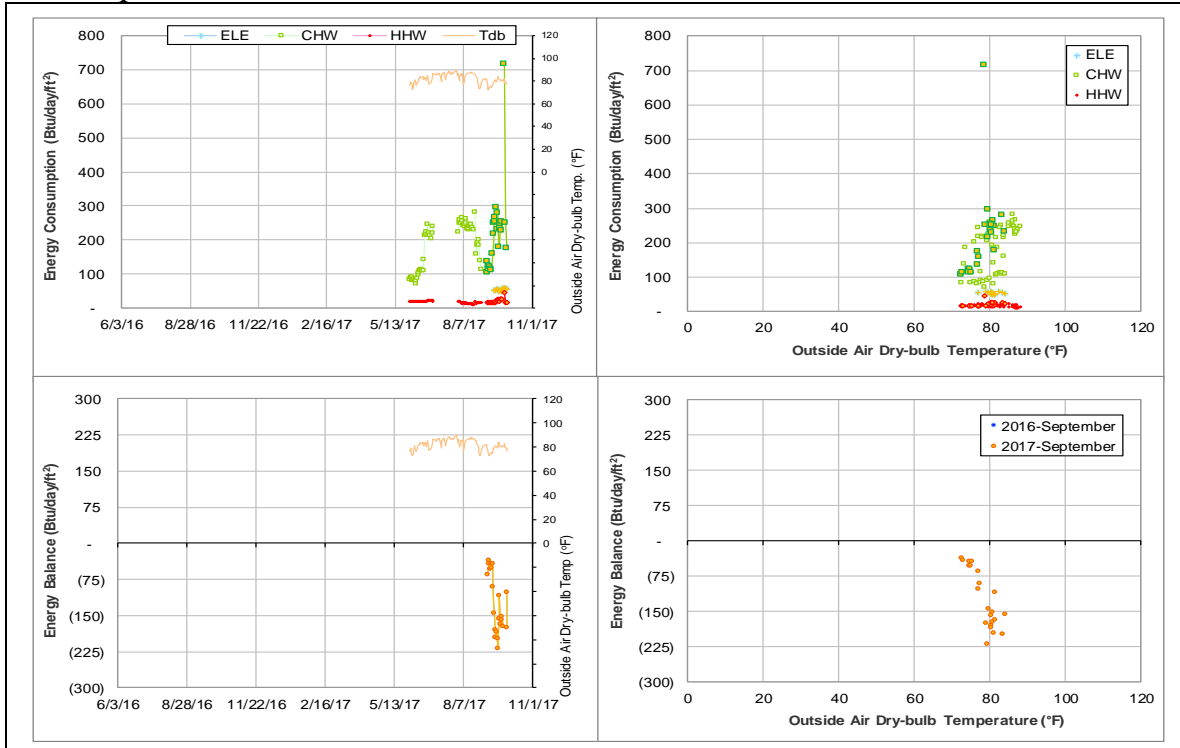 ELE CHW HHW Tdb
Energy Consumption (Btu/day/ft²)
800
700
600
500
400
300
200
100
-
120
100
80
60
40
20
0
Outside Air Dry-bulb Temp. (°F)
6/3/16 8/28/16 11/22/16 2/16/17 5/13/17 8/7/17 11/1/17
ELE
CHW
HHW
Energy Consumption (Btu/day/ft²)
800
700
600
500
400
300
200
100
-
0 20 40 60 80 100 120
Outside Air Dry-bulb Temperature (°F)
Energy Balance (Btu/day/ft²)
300
225
150
75
-
(75)
(150)
(225)
(300)
120
100
80
60
40
20
0
Outside Air Dry-bulb Temp (°F)
6/3/16 8/28/16 11/22/16 2/16/17 5/13/17 8/7/17 11/1/17
2016-September
2017-September
Energy Balance (Btu/day/ft²)
300
225
150
75
-
(75)
(150)
(225)
(300)
0 20 40 60 80 100 120
Outside Air Dry-bulb Temperature (°F)